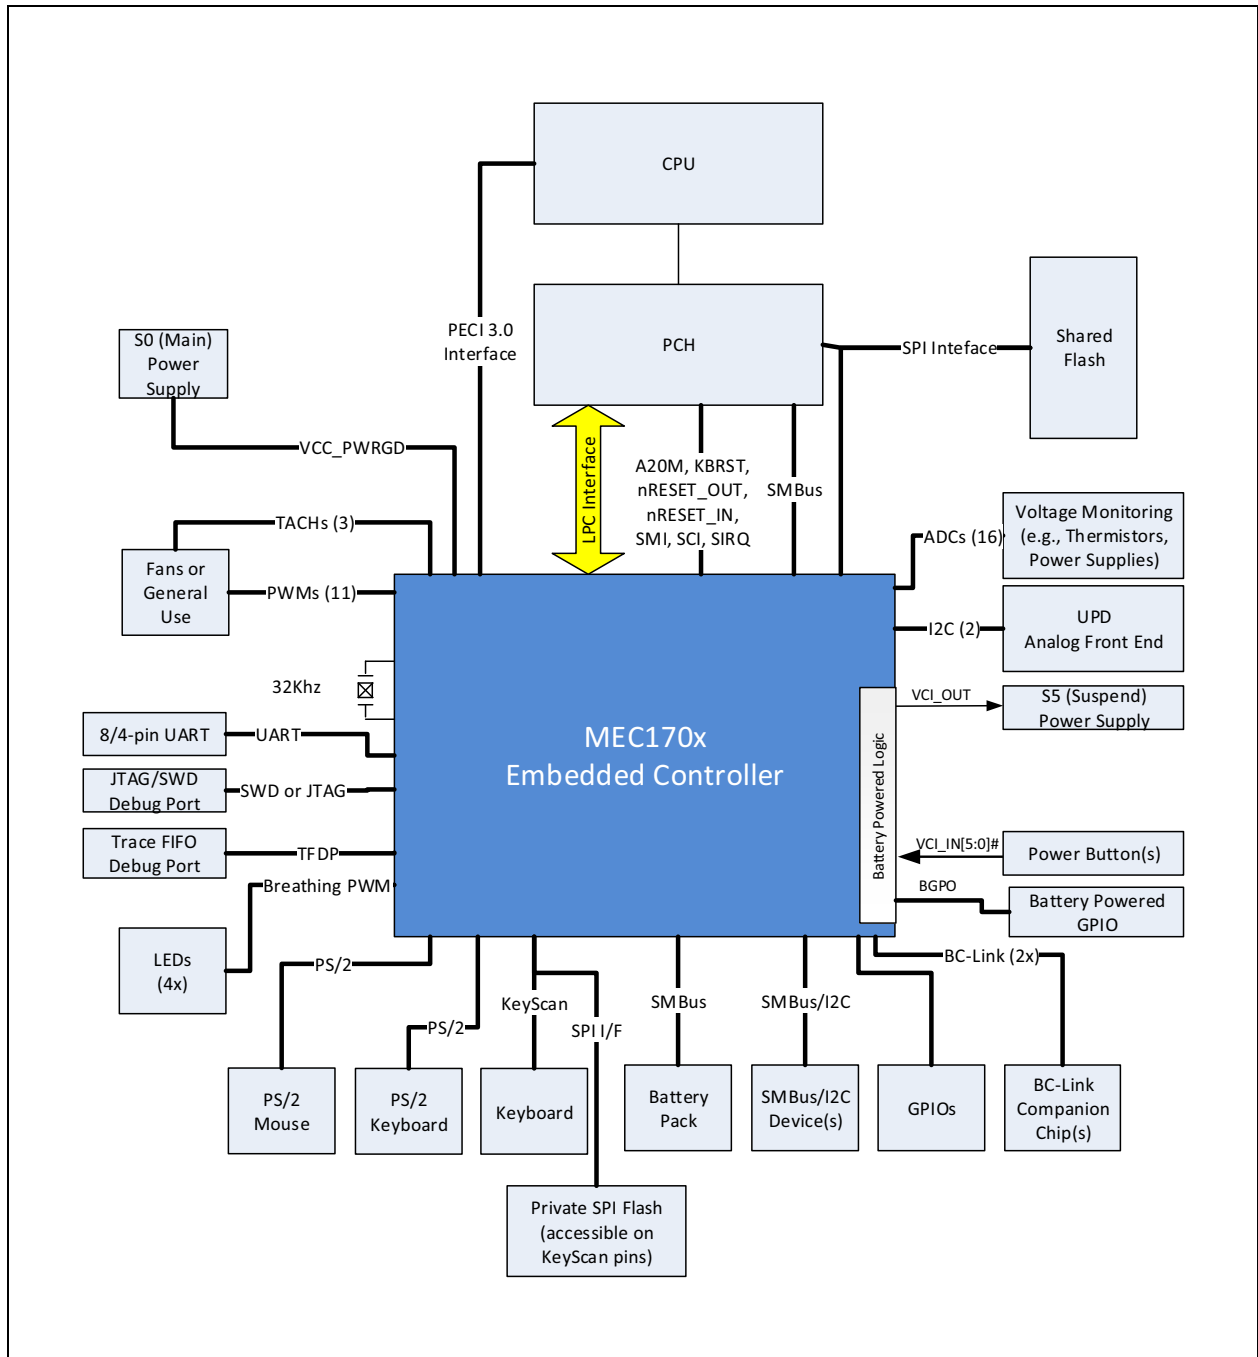 CPU
PECI 3.0
Interface
PCH
SPI Inteface
Shared
Flash
S0 (Main)
Power
Supply
VCC_PWRGD
LPC Interface
A20M, KBRST,
nRESET_OUT,
nRESET_IN,
SMI, SCI, SIRQ
SMBus
TACHs (3)
Fans or
General
Use
PWMs (11)
ADCs (16)
Voltage Monitoring
(e.g., Thermistors,
Power Supplies)
I2C (2)
UPD
Analog Front End
32Khz
VCI_OUT
S5 (Suspend)
Power Supply
8/4-pin UART
UART
JTAG/SWD
Debug Port
SWD or JTAG
MEC170x
Embedded Controller
Battery Powered Logic
Trace FIFO
Debug Port
TFDP
VCI_IN[5:0]#
Power Button(s)
Breathing PWM
BGPO
Battery Powered
GPIO
LEDs
(4x)
PS/2
PS/2
KeyScan
SPI I/F
SMBus
SMBus/I2C
BC-Link (2x)
PS/2
Mouse
PS/2
Keyboard
Keyboard
Battery
Pack
SMBus/I2C
Device(s)
GPIOs
BC-Link
Companion
Chip(s)
Private SPI Flash
(accessible on
KeyScan pins)